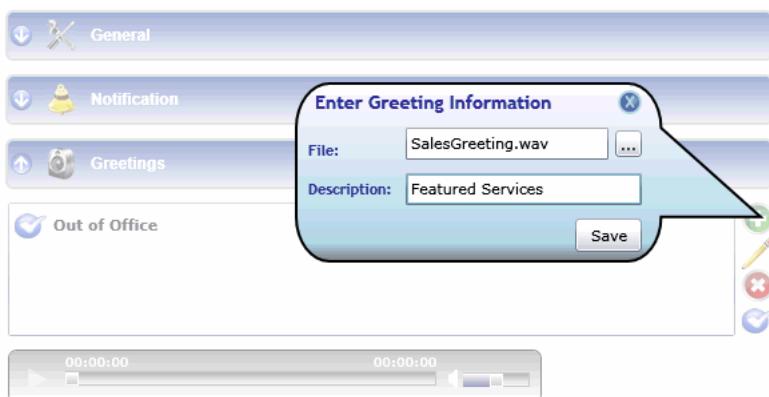 General
Notification
Enter Greeting Information
File: SalesGreeting.wav ...
Greetings
Description: Featured Services
Out of Office
Save
00:00:00 00:00:00